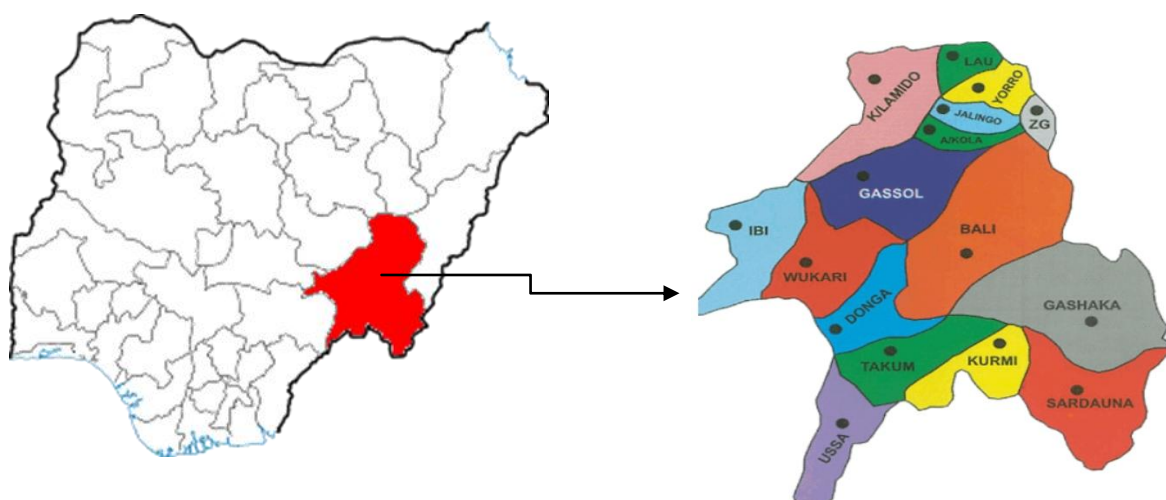 LAU
K/LAMIDO
YORRO
JALINGO
ZG
A/KOLA
GASSOL
IBI
BALI
WUKARI
GASHAKA
DONGA
TAKUM
KURMI
SARDAUNA
USSA